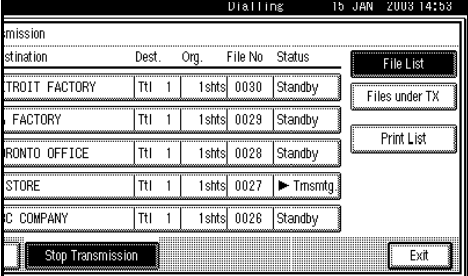 Dialling 15 JAN 2003 14:53
mission
stination Dest. Org. File No Status
TROIT FACTORY Ttl 1 1shts 0030 Standby
FACTORY Ttl 1 1shts 0029 Standby
ORONTO OFFICE Ttl 1 1shts 0028 Standby
STORE Ttl 1 1shts 0027 ► Trnsmtg.
C COMPANY Ttl 1 1shts 0026 Standby
File List
Files under TX
Print List
Stop Transmission Exit